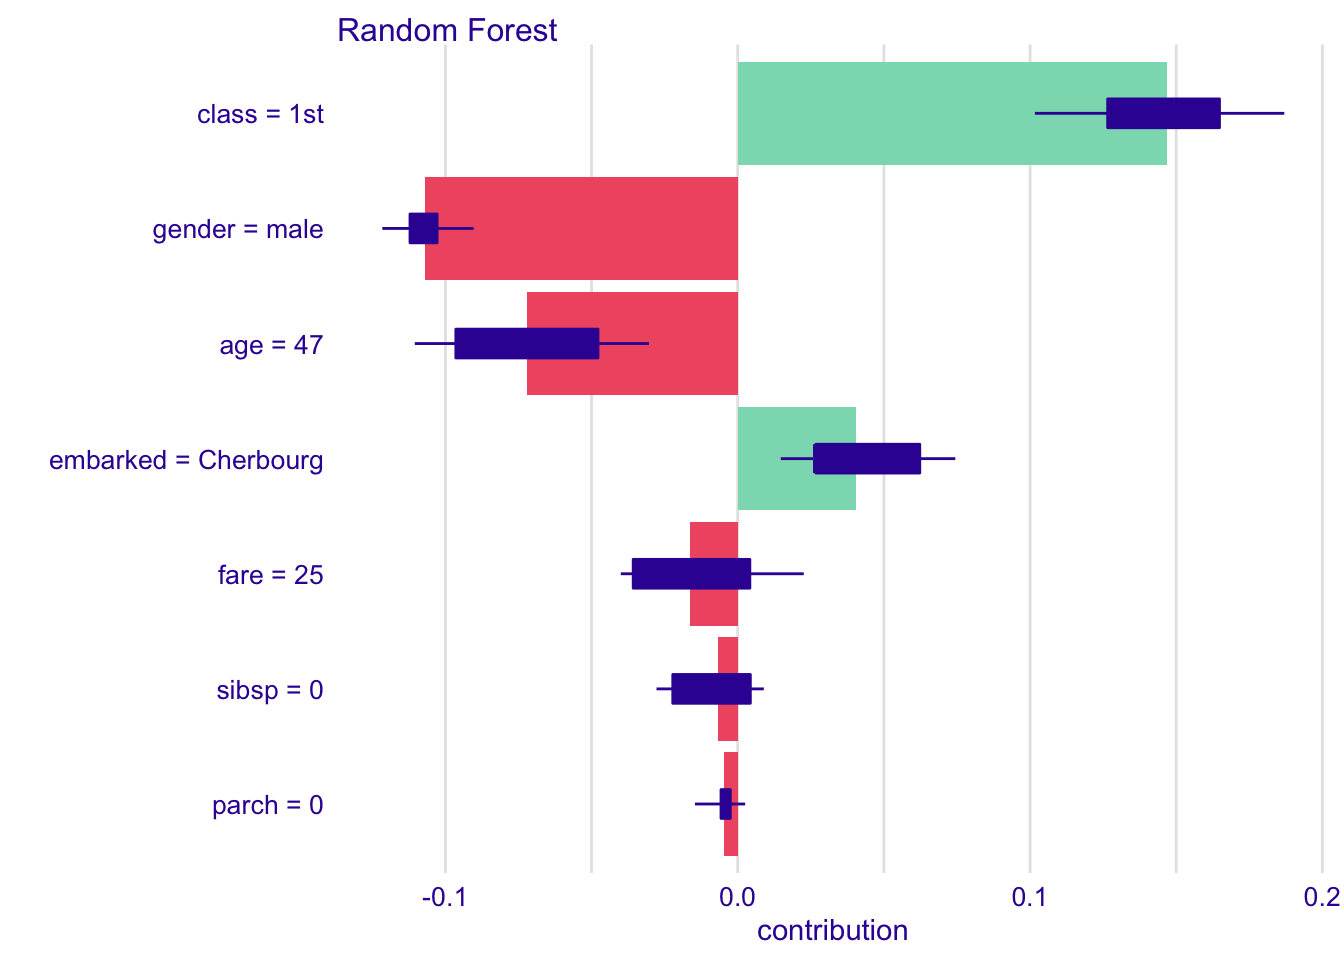 Random Forest
class = 1st
gender = male
age = 47
embarked = Cherbourg
fare = 25
sibsp = 0
parch = 0
-0.1 0.0 0.1 0.2
contribution